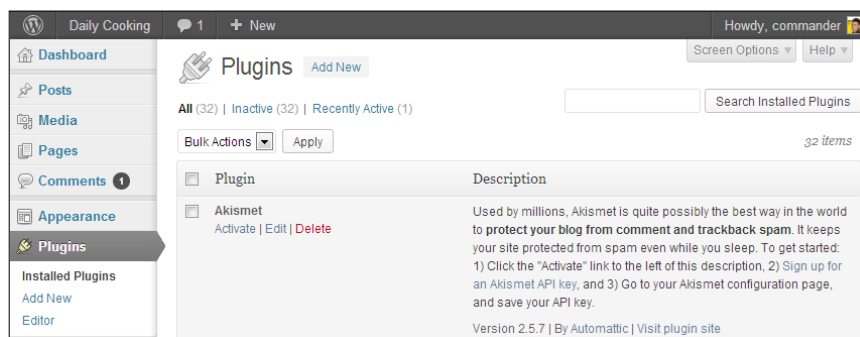 Daily Cooking 1 + New Howdy, commander
Dashboard
Posts
Media
Pages
Comments 1
Appearance
Plugins
Installed Plugins
Add New
Editor
Screen Options Help
Plugins Add New
All (32) | Inactive (32) | Recently Active (1)
Search Installed Plugins
Bulk Actions Apply
32 items
Plugin Description
Akismet
Activate | Edit | Delete
Used by millions, Akismet is quite possibly the best way in the world
to protect your blog from comment and trackback spam. It keeps
your site protected from spam even while you sleep. To get started:
1) Click the "Activate" link to the left of this description, 2) Sign up for
an Akismet API key, and 3) Go to your Akismet configuration page,
and save your API key.
Version 2.5.7 | By Automattic | Visit plugin site